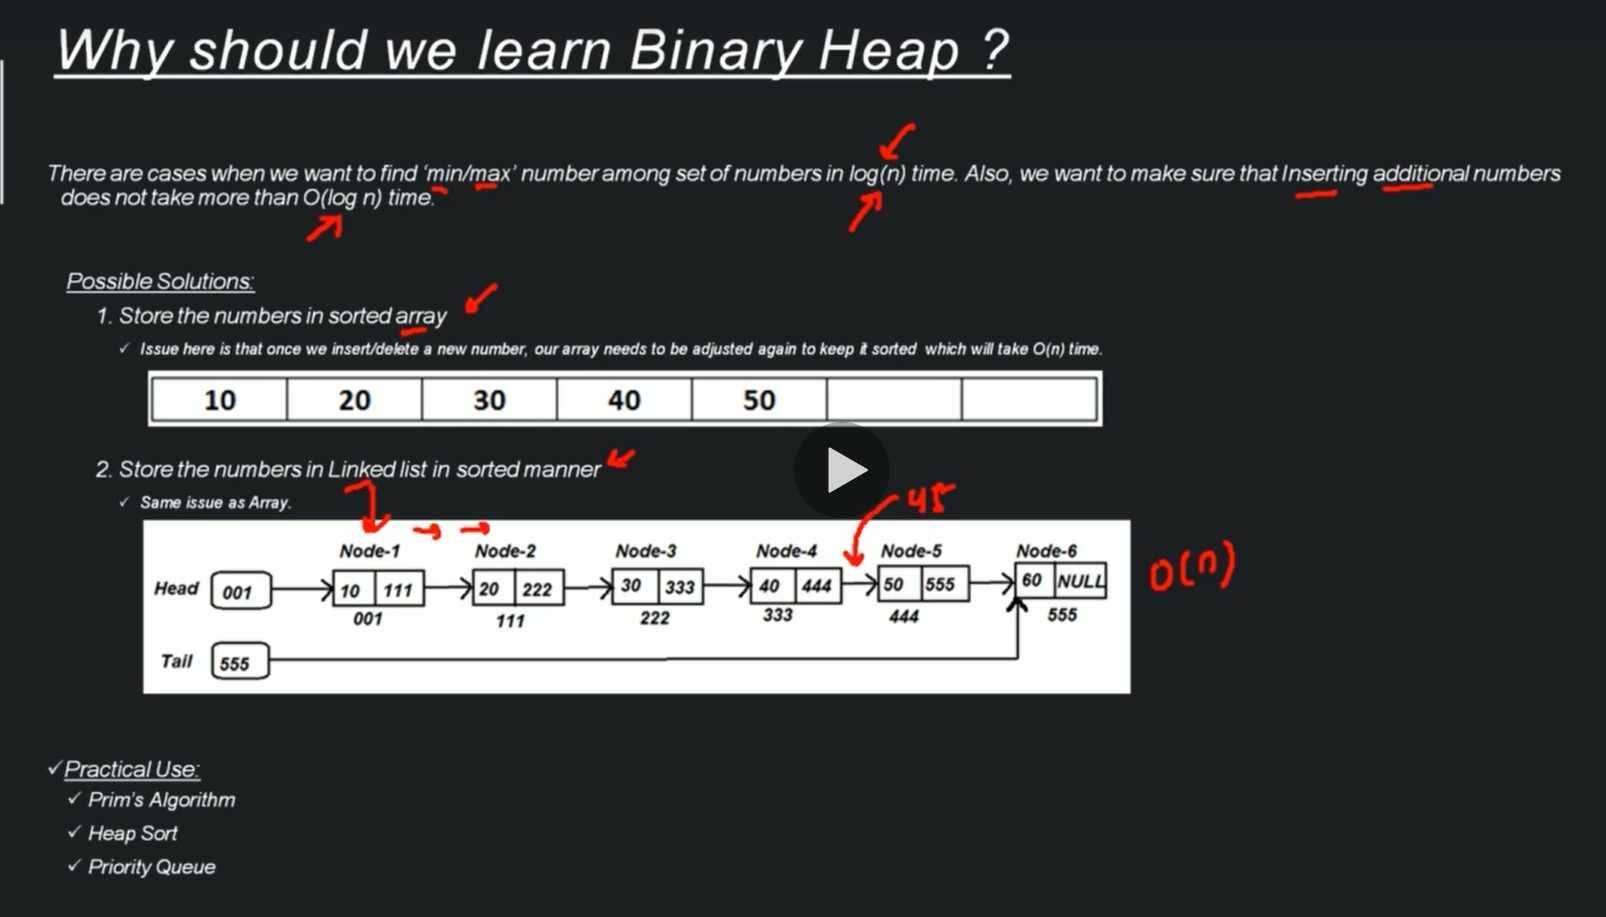 Why should we learn Binary Heap ?
There are cases when we want to find ‘min/max’ number among set of numbers in log(n) time. Also, we want to make sure that Inserting additional numbers
does not take more than O(log n) time.
Possible Solutions:
1. Store the numbers in sorted array
✓ Issue here is that once we insert/delete a new number, our array needs to be adjusted again to keep it sorted which will take O(n) time.
10 20 30 40 50
2. Store the numbers in Linked list in sorted manner
✓ Same issue as Array.
45
Node-1 Node-2 Node-3 Node-4 Node-5 Node-6
Head 001 10 111 20 222 30 333 40 444 50 555 60 NULL
O(n)
001 111 222 333 444 555
Tail 555
✓ Practical Use:
✓ Prim's Algorithm
✓ Heap Sort
✓ Priority Queue